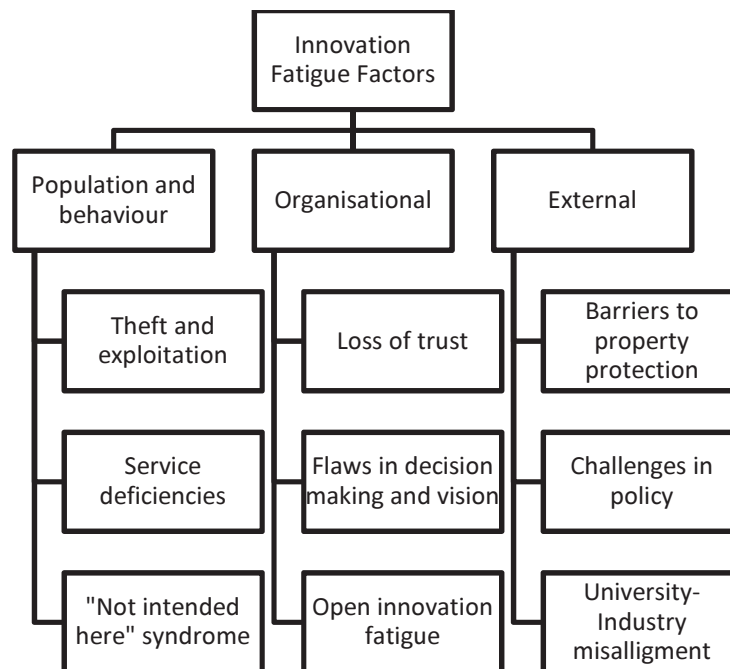 Innovation
Fatigue Factors
Population and
behaviour
Organisational
External
Theft and
exploitation
Loss of trust
Barriers to
property
protection
Service
deficiencies
Flaws in decision
making and vision
Challenges in
policy
"Not intended
here" syndrome
Open innovation
fatigue
University-
Industry
misalligment